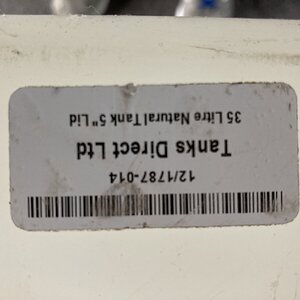 12/1787-014
Tanks Direct Ltd
35 Litre Natural Tank 5" Lid